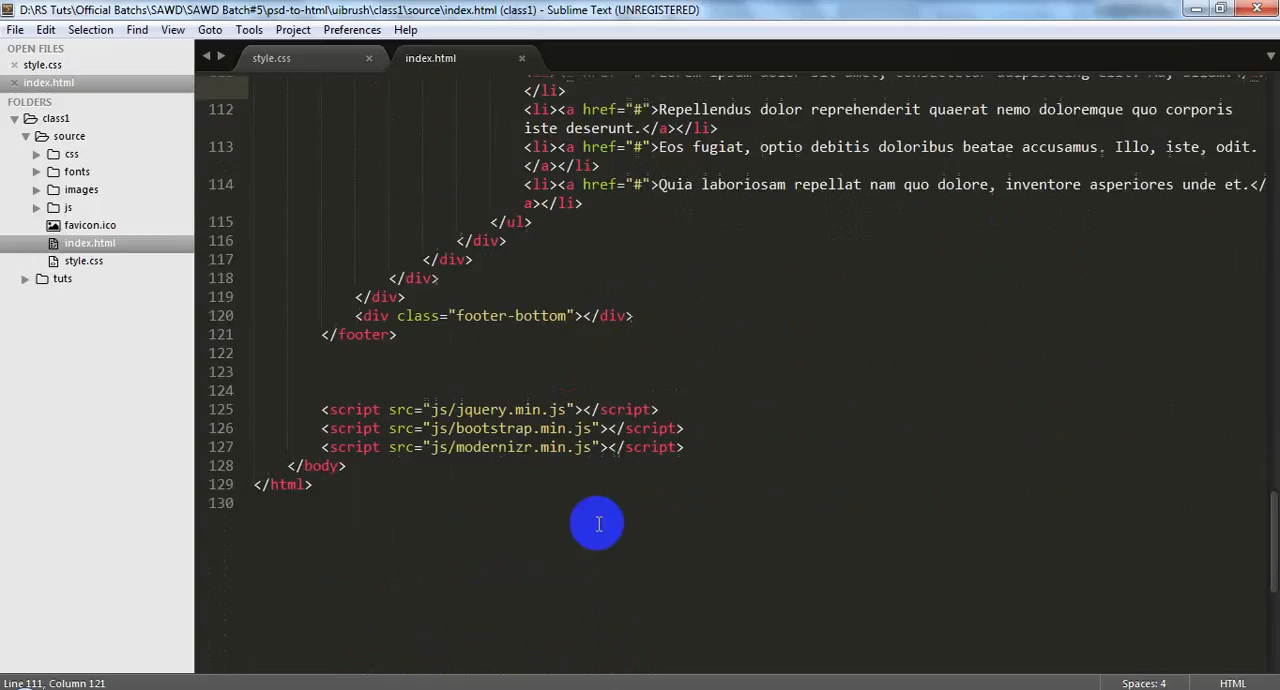 D:\RS Tuts\Official Batchs\SAWD\SAWD Batch#5\psd-to-html\uibrush\class1\source\index.html (class1) - Sublime Text (UNREGISTERED)
File Edit Selection Find View Goto Tools Project Preferences Help
OPEN FILES
style.css
index.html
FOLDERS
class1
source
css
fonts
images
js
favicon.ico
index.html
style.css
tuts
style.css
index.html
</li>
112 <li><a href="#">Repellendus dolor reprehenderit quaerat nemo doloremque quo corporis
iste deserunt.</a></li>
113 <li><a href="#">Eos fugiat, optio debitis doloribus beatae accusamus. Illo, iste, odit.
</a></li>
114 <li><a href="#">Quia laboriosam repellat nam quo dolore, inventore asperiores unde et.</
a></li>
115 </ul>
116 </div>
117 </div>
118 </div>
119 </div>
120 <div class="footer-bottom"></div>
121 </footer>
122
123
124
125 <script src="js/jquery.min.js"></script>
126 <script src="js/bootstrap.min.js"></script>
127 <script src="js/modernizr.min.js"></script>
128 </body>
129 </html>
130
Line 111, Column 121
Spaces: 4
HTML